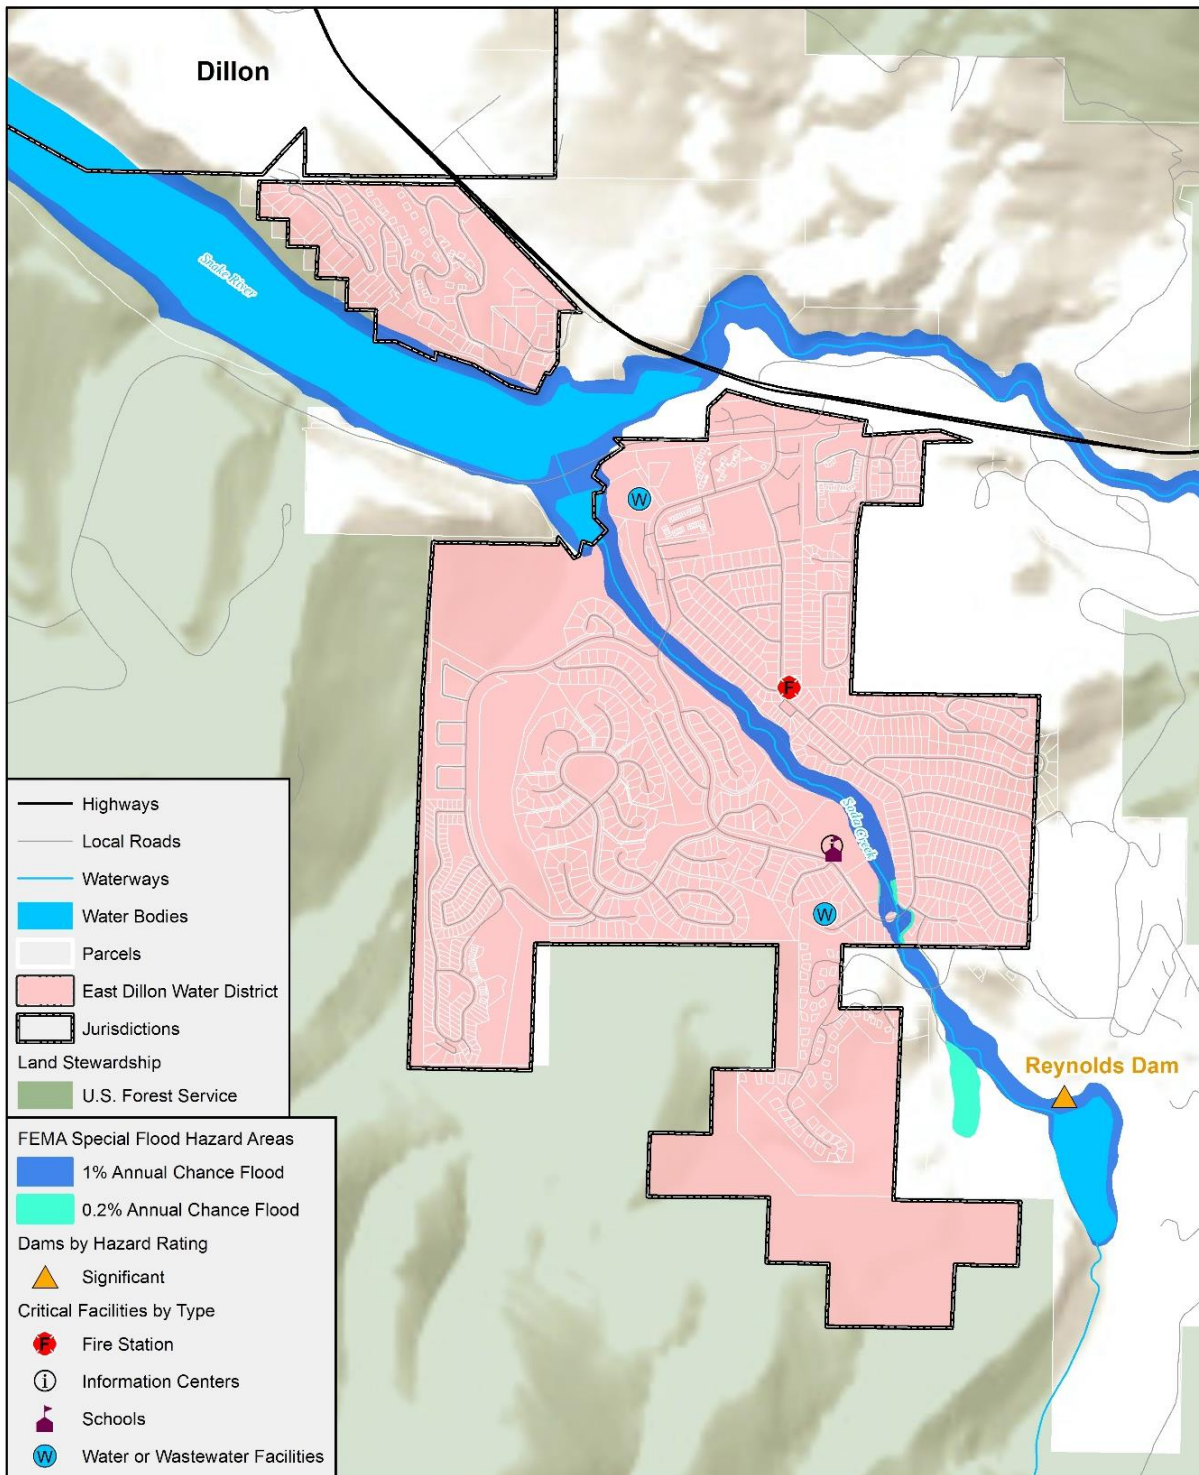 Dillon
Snake River
W
F
Soda Creek
i
W
Reynolds Dam
Highways
Local Roads
Waterways
Water Bodies
Parcels
East Dillon Water District
Jurisdictions
Land Stewardship
U.S. Forest Service
FEMA Special Flood Hazard Areas
1% Annual Chance Flood
0.2% Annual Chance Flood
Dams by Hazard Rating
Significant
Critical Facilities by Type
F Fire Station
i Information Centers
Schools
W Water or Wastewater Facilities